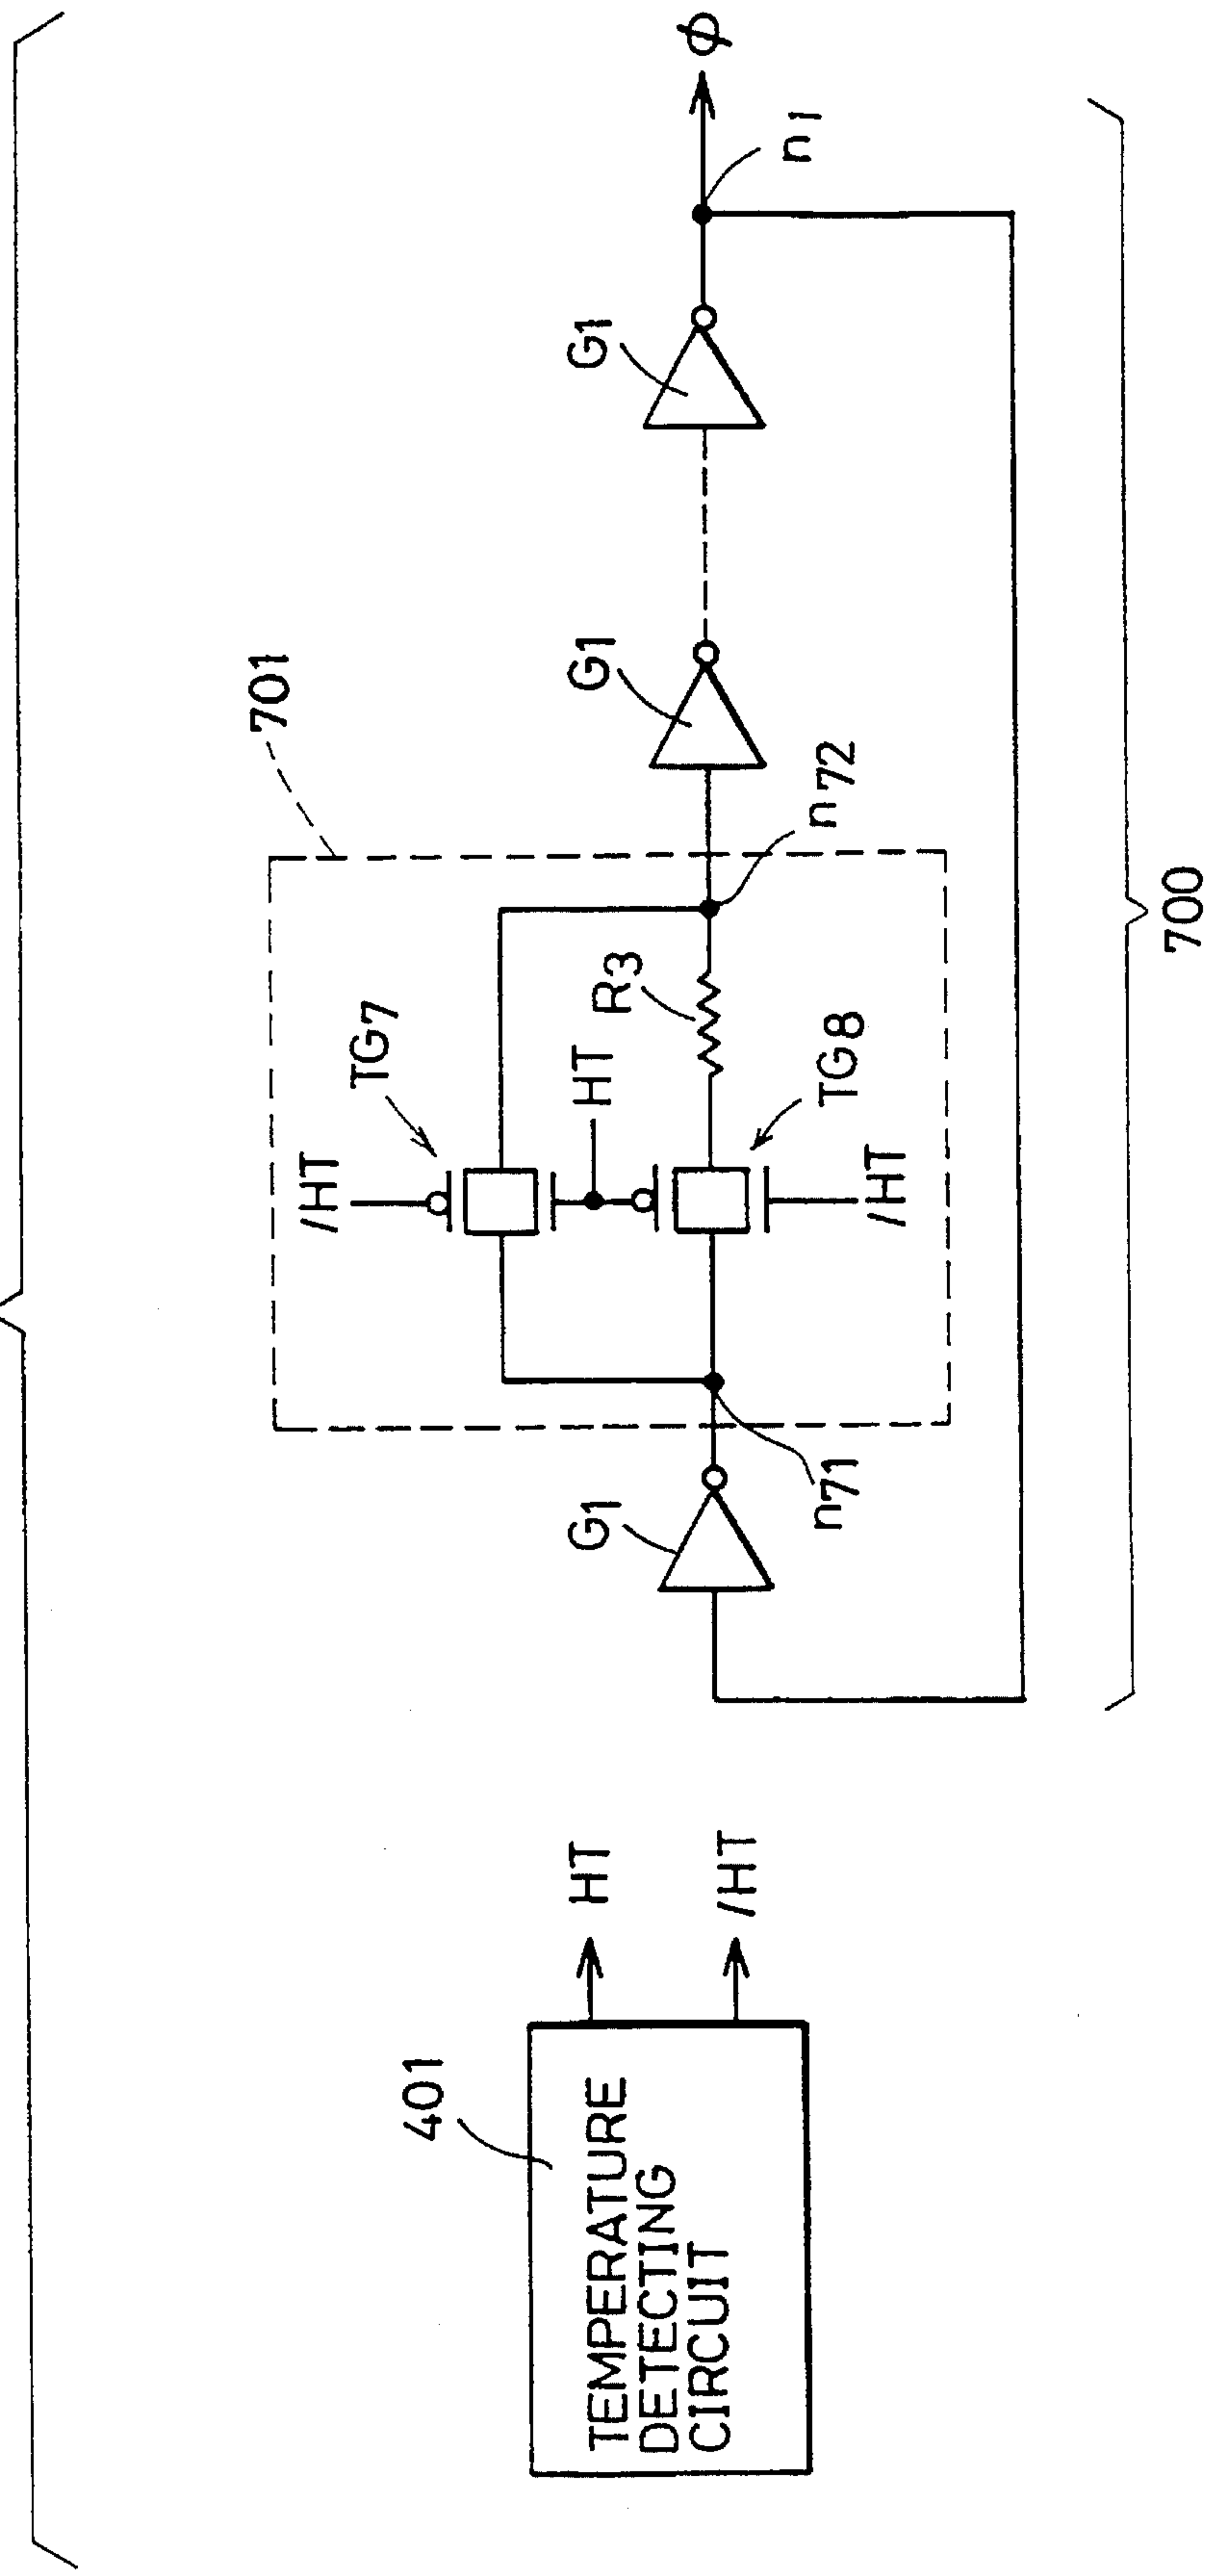 401
TEMPERATURE
DETECTING
CIRCUIT
HT
/HT
701
/HT
TG7
HT
R3
TG8
/HT
G1
n71
n72
G1
G1
n1
ϕ
700